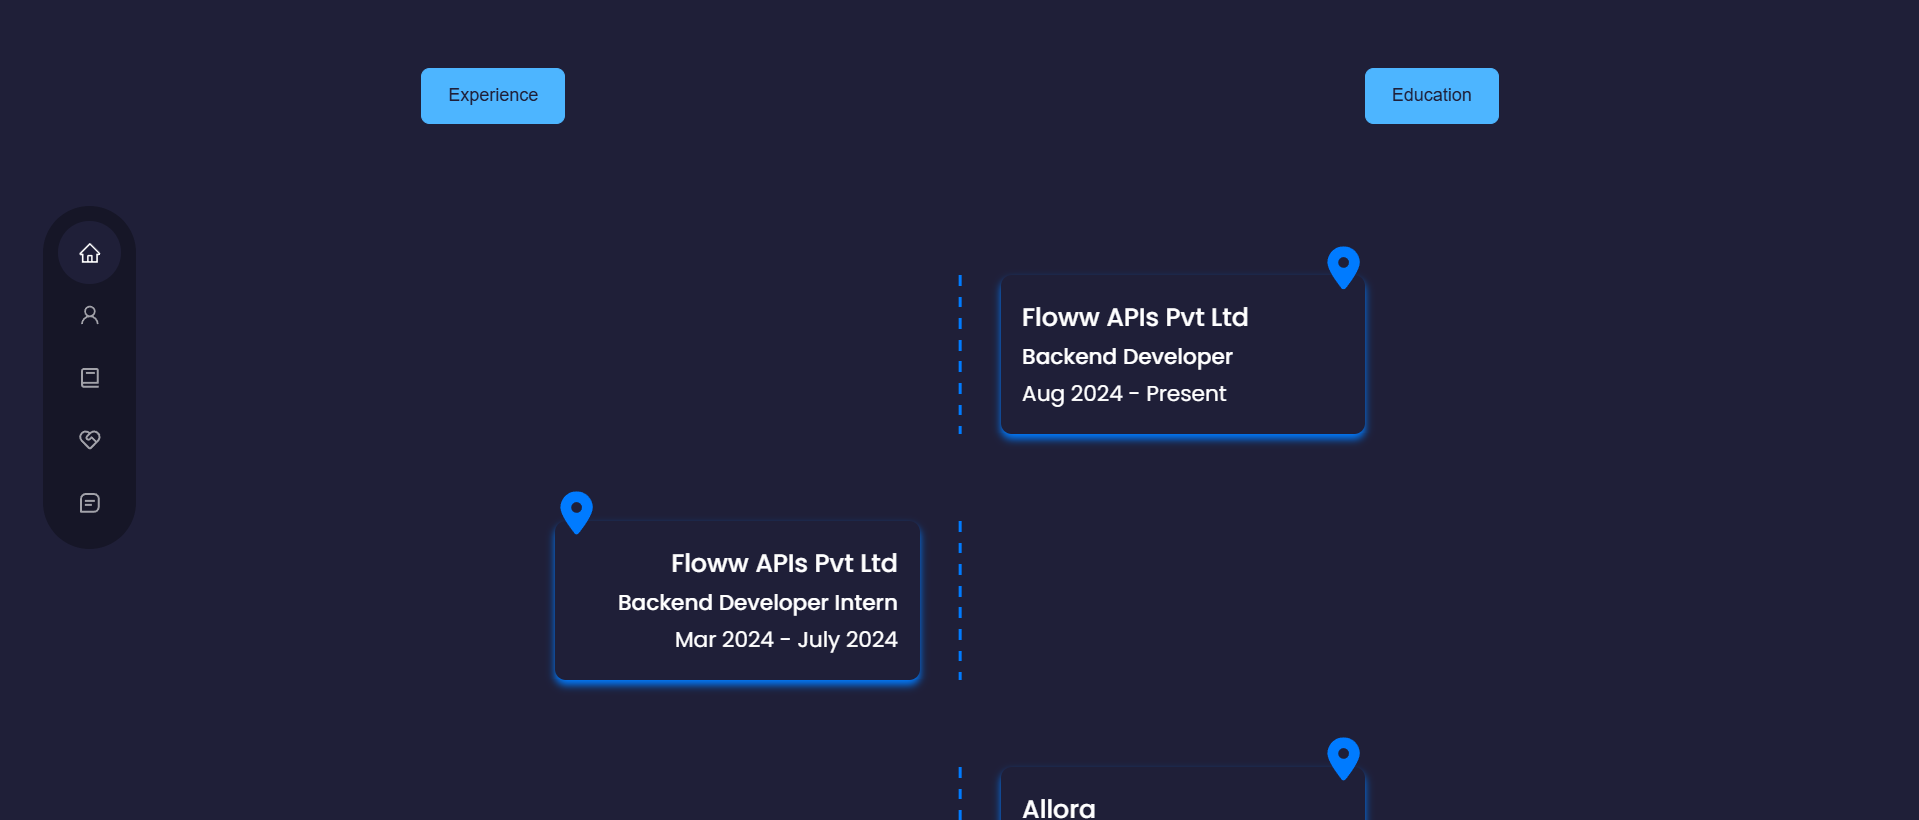 Experience
Education
Floww APIs Pvt Ltd
Backend Developer
Aug 2024 - Present
Floww APIs Pvt Ltd
Backend Developer Intern
Mar 2024 - July 2024
Allora